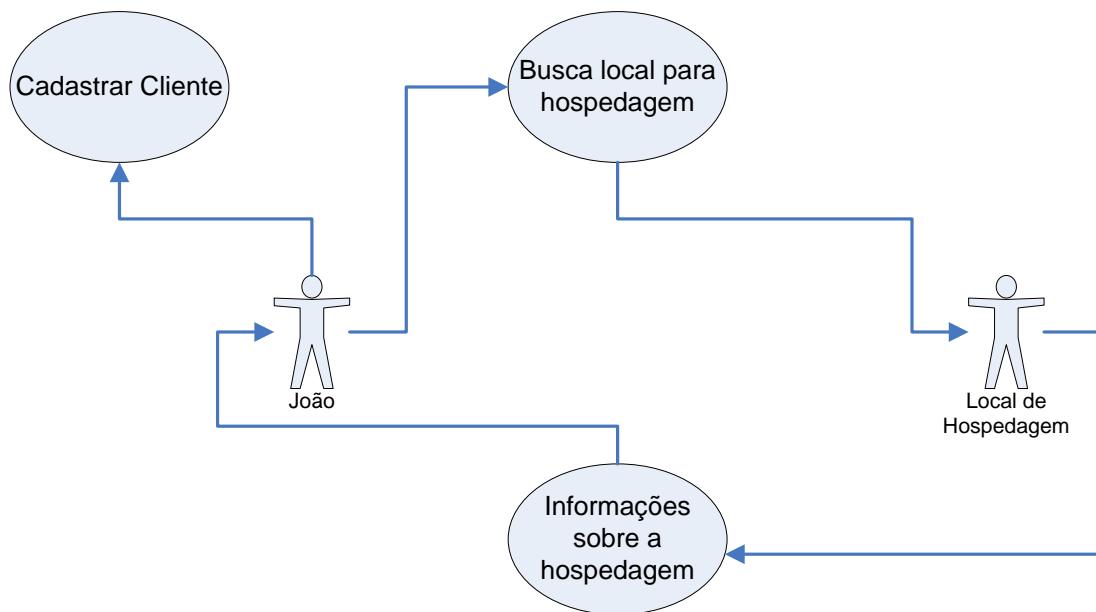 Cadastrar Cliente
Busca local para
hospedagem
João
Local de
Hospedagem
Informações
sobre a
hospedagem